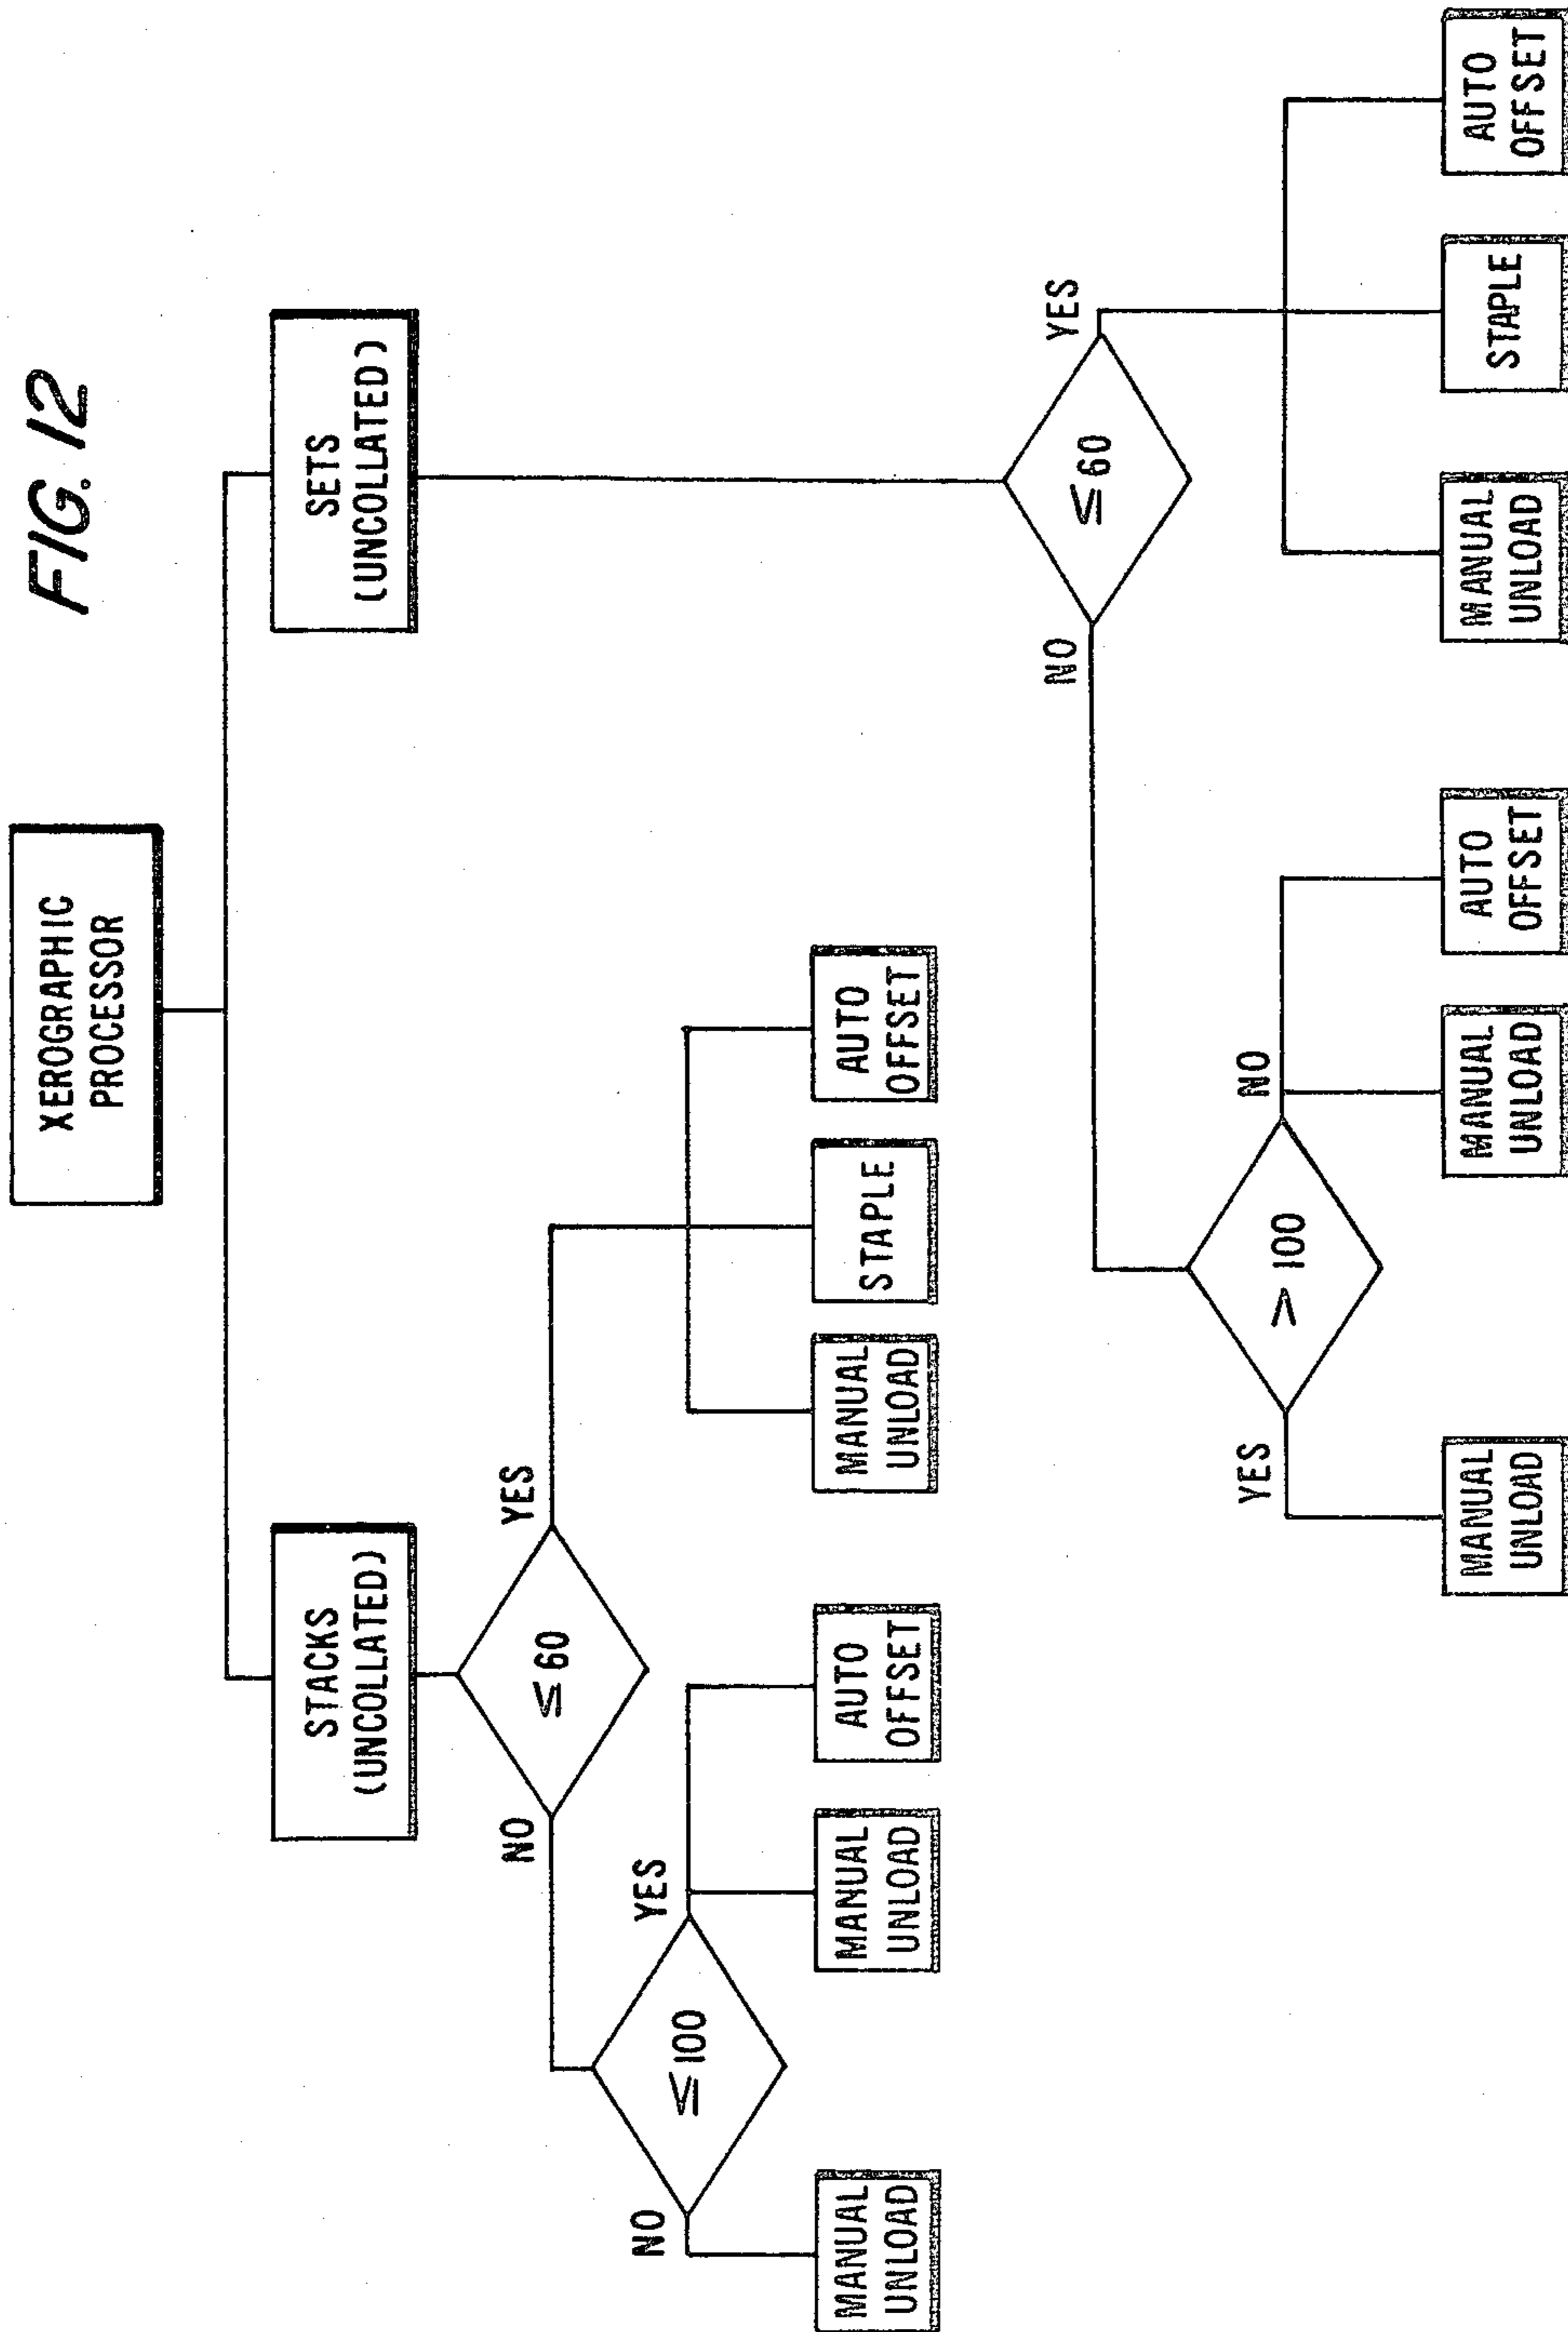 FIG. 12
XEROGRAPHIC
PROCESSOR
STACKS
(UNCOLLATED)
SETS
(UNCOLLATED)
≤ 60
NO
YES
≤ 100
NO
YES
MANUAL
UNLOAD
MANUAL
UNLOAD
AUTO
OFFSET
MANUAL
UNLOAD
STAPLE
AUTO
OFFSET
≤ 60
NO
YES
> 100
YES
NO
MANUAL
UNLOAD
MANUAL
UNLOAD
AUTO
OFFSET
MANUAL
UNLOAD
STAPLE
AUTO
OFFSET